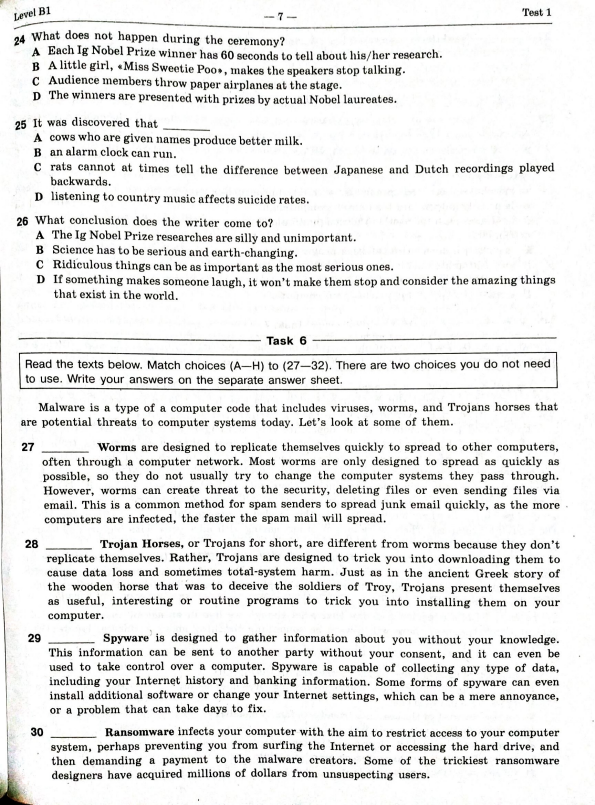 Level B1
— 7 —
Test 1
24 What does not happen during the ceremony?
A Each Ig Nobel Prize winner has 60 seconds to tell about his/her research.
B A little girl, «Miss Sweetie Poo», makes the speakers stop talking.
C Audience members throw paper airplanes at the stage.
D The winners are presented with prizes by actual Nobel laureates.
25 It was discovered that ________
A cows who are given names produce better milk.
B an alarm clock can run.
C rats cannot at times tell the difference between Japanese and Dutch recordings played
backwards.
D listening to country music affects suicide rates.
26 What conclusion does the writer come to?
A The Ig Nobel Prize researches are silly and unimportant.
B Science has to be serious and earth-changing.
C Ridiculous things can be as important as the most serious ones.
D If something makes someone laugh, it won't make them stop and consider the amazing things
that exist in the world.
Task 6
Read the texts below. Match choices (A—H) to (27—32). There are two choices you do not need
to use. Write your answers on the separate answer sheet.
Malware is a type of a computer code that includes viruses, worms, and Trojans horses that
are potential threats to computer systems today. Let's look at some of them.
27 ________ Worms are designed to replicate themselves quickly to spread to other computers,
often through a computer network. Most worms are only designed to spread as quickly as
possible, so they do not usually try to change the computer systems they pass through.
However, worms can create threat to the security, deleting files or even sending files via
email. This is a common method for spam senders to spread junk email quickly, as the more
computers are infected, the faster the spam mail will spread.
28 ________ Trojan Horses, or Trojans for short, are different from worms because they don't
replicate themselves. Rather, Trojans are designed to trick you into downloading them to
cause data loss and sometimes total-system harm. Just as in the ancient Greek story of
the wooden horse that was to deceive the soldiers of Troy, Trojans present themselves
as useful, interesting or routine programs to trick you into installing them on your
computer.
29 ________ Spyware is designed to gather information about you without your knowledge.
This information can be sent to another party without your consent, and it can even be
used to take control over a computer. Spyware is capable of collecting any type of data,
including your Internet history and banking information. Some forms of spyware can even
install additional software or change your Internet settings, which can be a mere annoyance,
or a problem that can take days to fix.
30 ________ Ransomware infects your computer with the aim to restrict access to your computer
system, perhaps preventing you from surfing the Internet or accessing the hard drive, and
then demanding a payment to the malware creators. Some of the trickiest ransomware
designers have acquired millions of dollars from unsuspecting users.